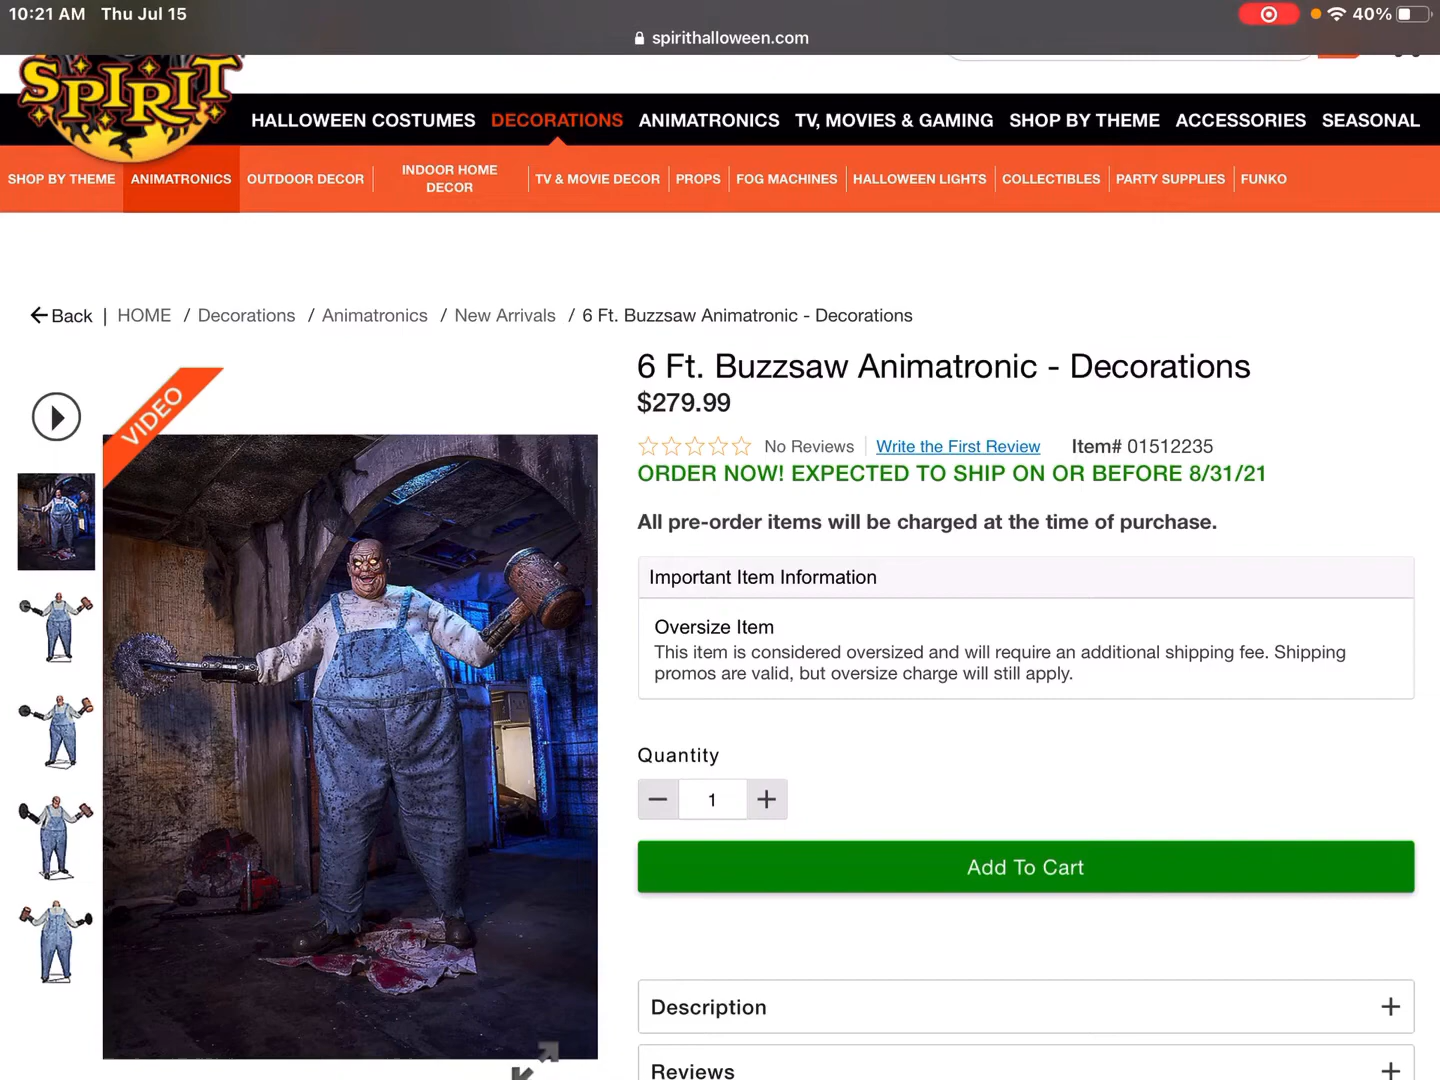 10:21 AM Thu Jul 15
40%
spirithalloween.com
SPIRIT
HALLOWEEN COSTUMES DECORATIONS ANIMATRONICS TV, MOVIES & GAMING SHOP BY THEME ACCESSORIES SEASONAL
SHOP BY THEME ANIMATRONICS OUTDOOR DECOR INDOOR HOME
DECOR TV & MOVIE DECOR PROPS FOG MACHINES HALLOWEEN LIGHTS COLLECTIBLES PARTY SUPPLIES FUNKO
Back | HOME / Decorations / Animatronics / New Arrivals / 6 Ft. Buzzsaw Animatronic - Decorations
VIDEO
6 Ft. Buzzsaw Animatronic - Decorations
$279.99
No Reviews Write the First Review Item# 01512235
ORDER NOW! EXPECTED TO SHIP ON OR BEFORE 8/31/21
All pre-order items will be charged at the time of purchase.
Important Item Information
Oversize Item
This item is considered oversized and will require an additional shipping fee. Shipping
promos are valid, but oversize charge will still apply.
Quantity
1
Add To Cart
Description
Reviews